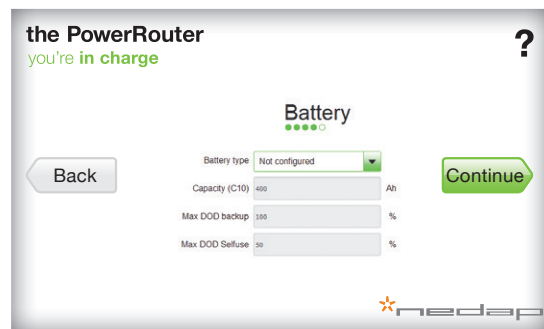 the PowerRouter
?
you're in charge
Battery
Battery type Not configured
Back
Continue
Capacity (C10) 400 Ah
Max DOD backup 100 %
Max DOD Selfuse 50 %
nedap